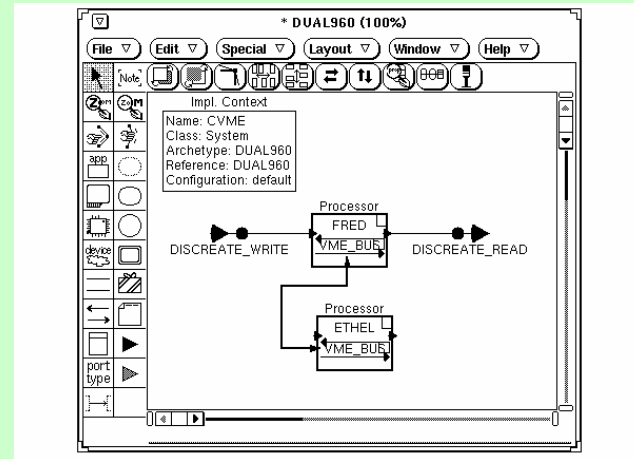 * DUAL960 (100%)
File Edit Special Layout Window Help
Note
Impl. Context
Name: CVME
Class: System
Archetype: DUAL960
Reference: DUAL960
Configuration: default
app
device
port
type
Processor
FRED
VME_BUS
DISCREATE_WRITE
DISCREATE_READ
Processor
ETHEL
VME_BUS